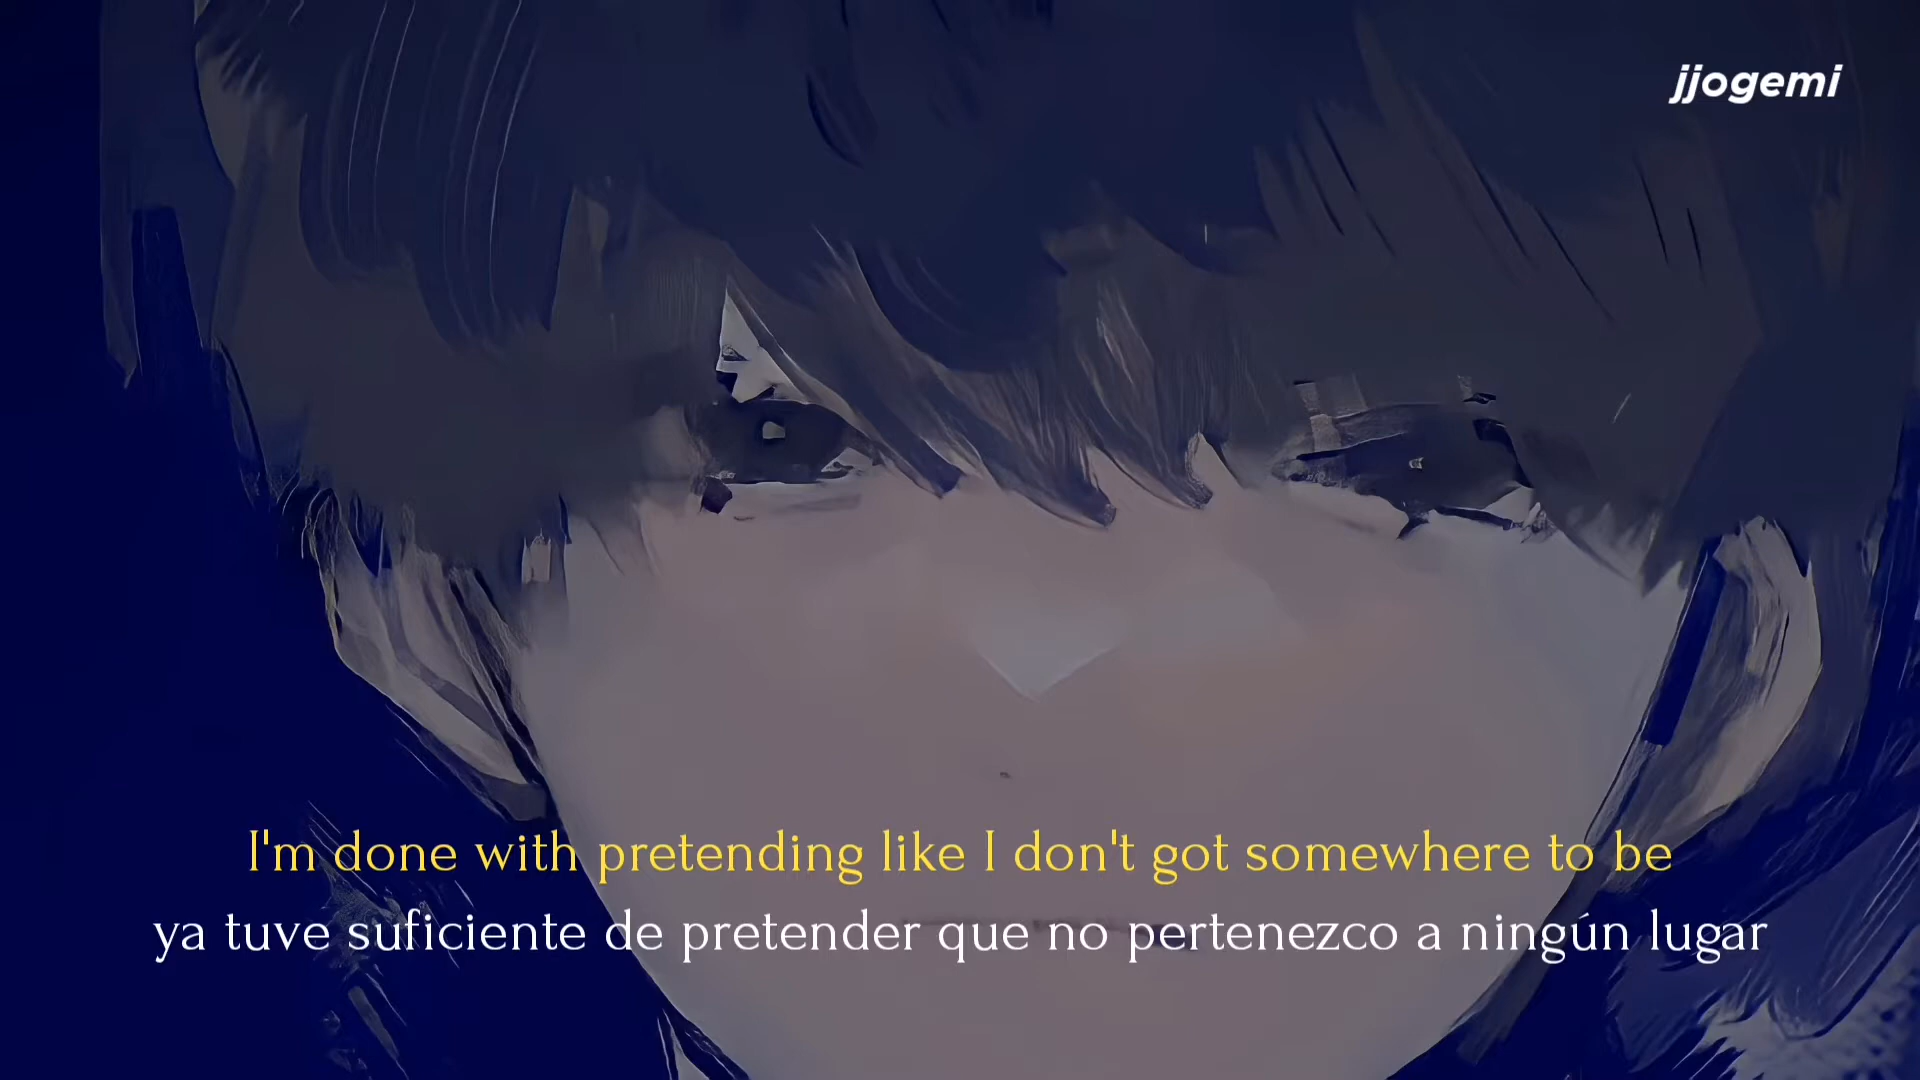 jjogemi
I'm done with pretending like I don't got somewhere to be
ya tuve suficiente de pretender que no pertenezco a ningún lugar